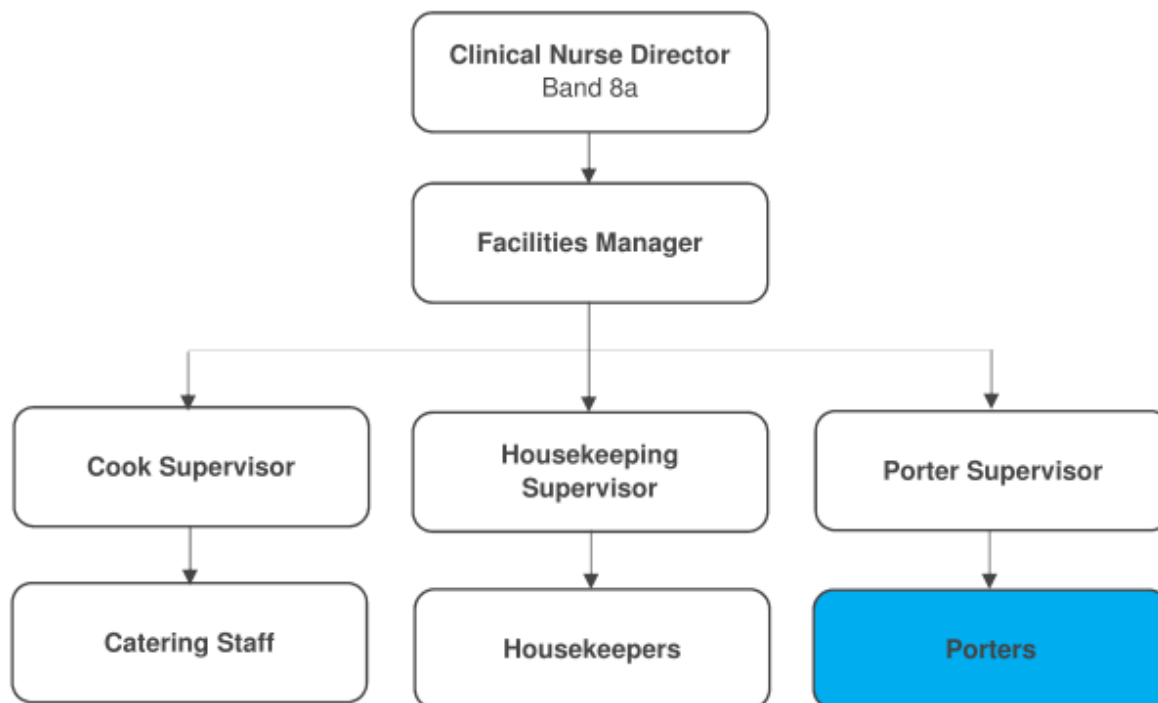 Clinical Nurse Director
Band 8a
Facilities Manager
Cook Supervisor
Housekeeping
Supervisor
Porter Supervisor
Catering Staff
Housekeepers
Porters